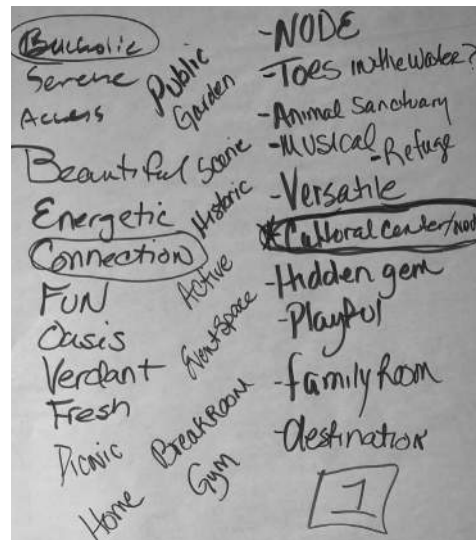 Bucholic
Serene
Access
Beautiful
Energetic
Connection
FUN
Oasis
Verdant
Fresh
Picnic
Home
Public
Garden
Scenic
Historic
Active
Event Space
BreakRoom
Gym
-NODE
-Toes in the Water?
-Animal Sanctuary
-MUSICAL -Refuge
-Versatile
*Cultoral Center/node
-Hidden gem
-Playful
-family Room
-destination
1